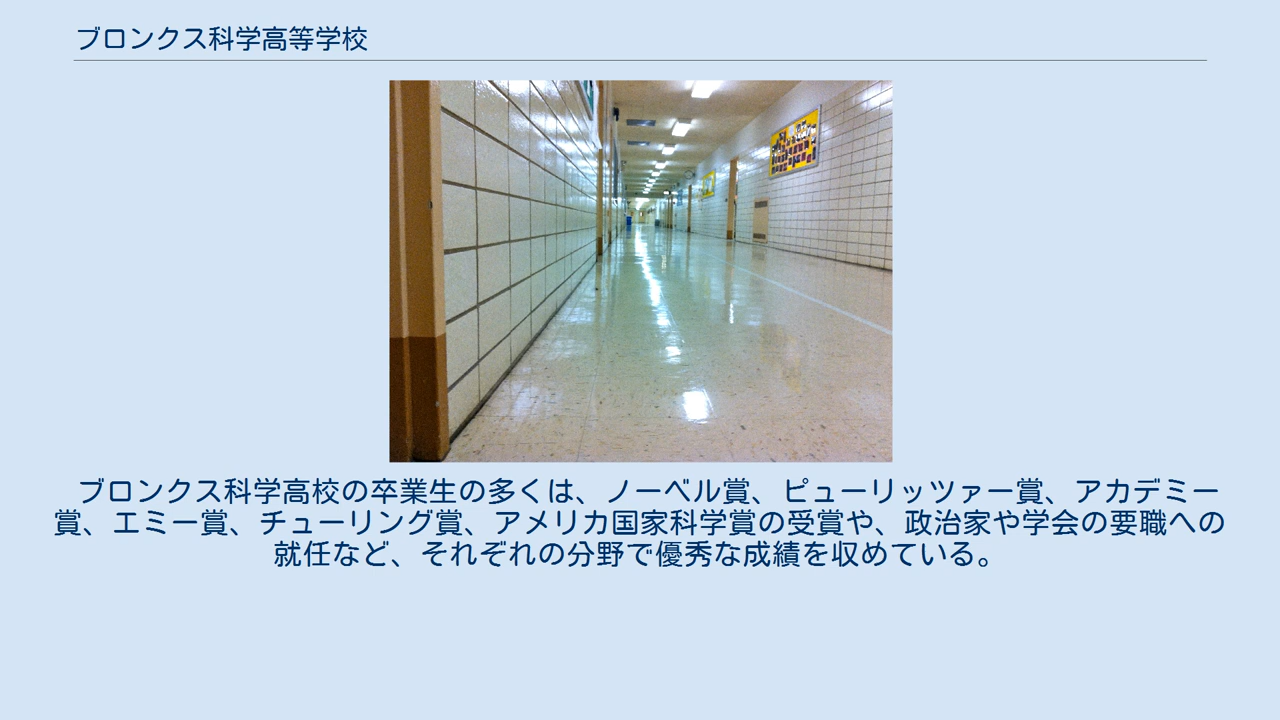 ブロンクス科学高等学校
ブロンクス科学高校の卒業生の多くは、ノーベル賞、ピューリッツァー賞、アカデミー
賞、エミー賞、チューリング賞、アメリカ国家科学賞の受賞や、政治家や学会の要職への
就任など、それぞれの分野で優秀な成績を収めている。